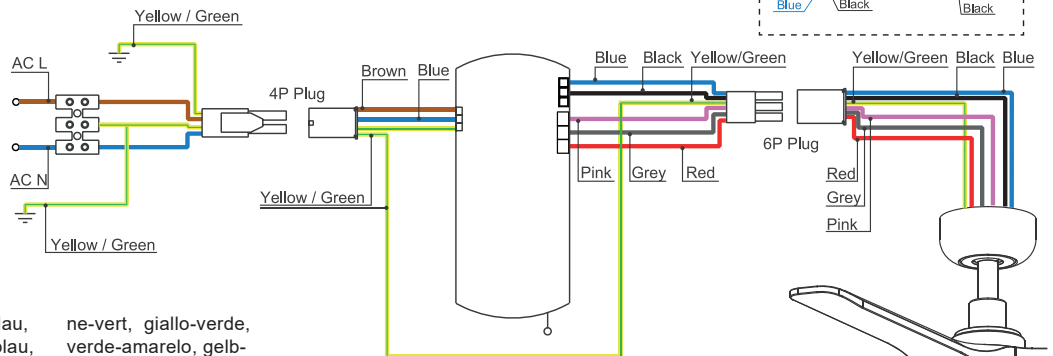 Blue
Black
Black
Yellow / Green
AC L
4P Plug
Brown
Blue
Blue
Black
Yellow/Green
Yellow/Green
Black
Blue
6P Plug
AC N
Yellow / Green
Pink
Grey
Red
Red
Grey
Pink
Yellow / Green
ne-vert, giallo-verde,
verde-amarelo, gelb-